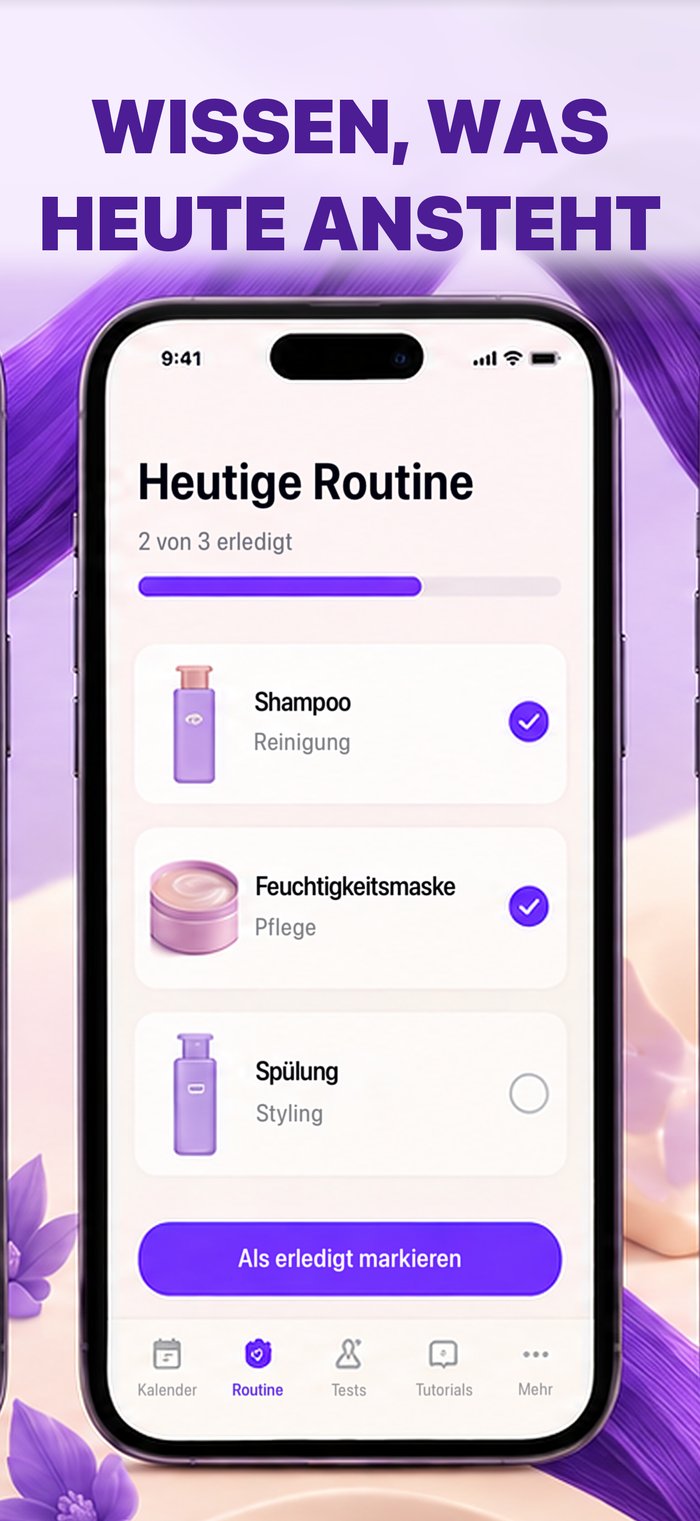 WISSEN, WAS
HEUTE ANSTEHT
9:41
Heutige Routine
2 von 3 erledigt
Shampoo
Reinigung
Feuchtigkeitsmaske
Pflege
Spülung
Styling
Als erledigt markieren
Kalender
Routine
Tests
Tutorials
Mehr